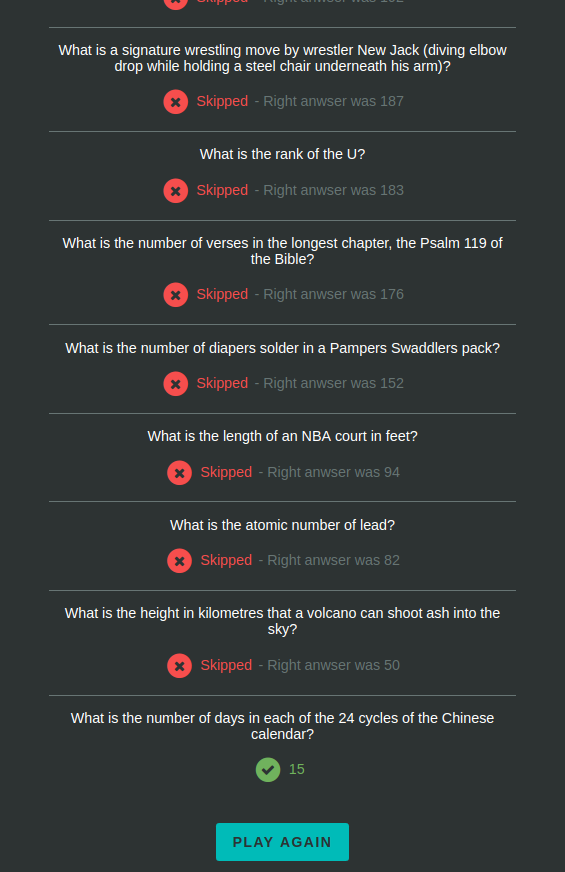 Skipped - Right anwser was 192
What is a signature wrestling move by wrestler New Jack (diving elbow
drop while holding a steel chair underneath his arm)?
Skipped - Right anwser was 187
What is the rank of the U?
Skipped - Right anwser was 183
What is the number of verses in the longest chapter, the Psalm 119 of
the Bible?
Skipped - Right anwser was 176
What is the number of diapers solder in a Pampers Swaddlers pack?
Skipped - Right anwser was 152
What is the length of an NBA court in feet?
Skipped - Right anwser was 94
What is the atomic number of lead?
Skipped - Right anwser was 82
What is the height in kilometres that a volcano can shoot ash into the
sky?
Skipped - Right anwser was 50
What is the number of days in each of the 24 cycles of the Chinese
calendar?
15
PLAY AGAIN